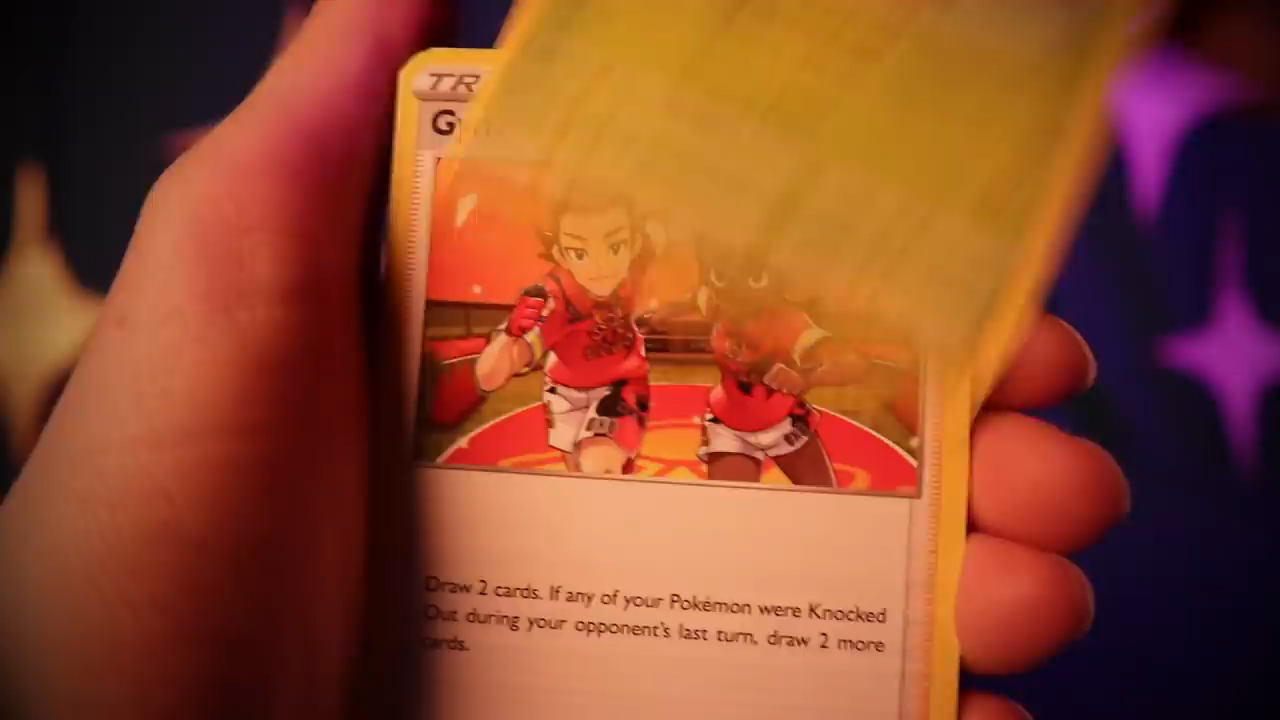 TR
G
Draw 2 cards. If any of your Pokémon were Knocked
Out during your opponent's last turn, draw 2 more
cards.